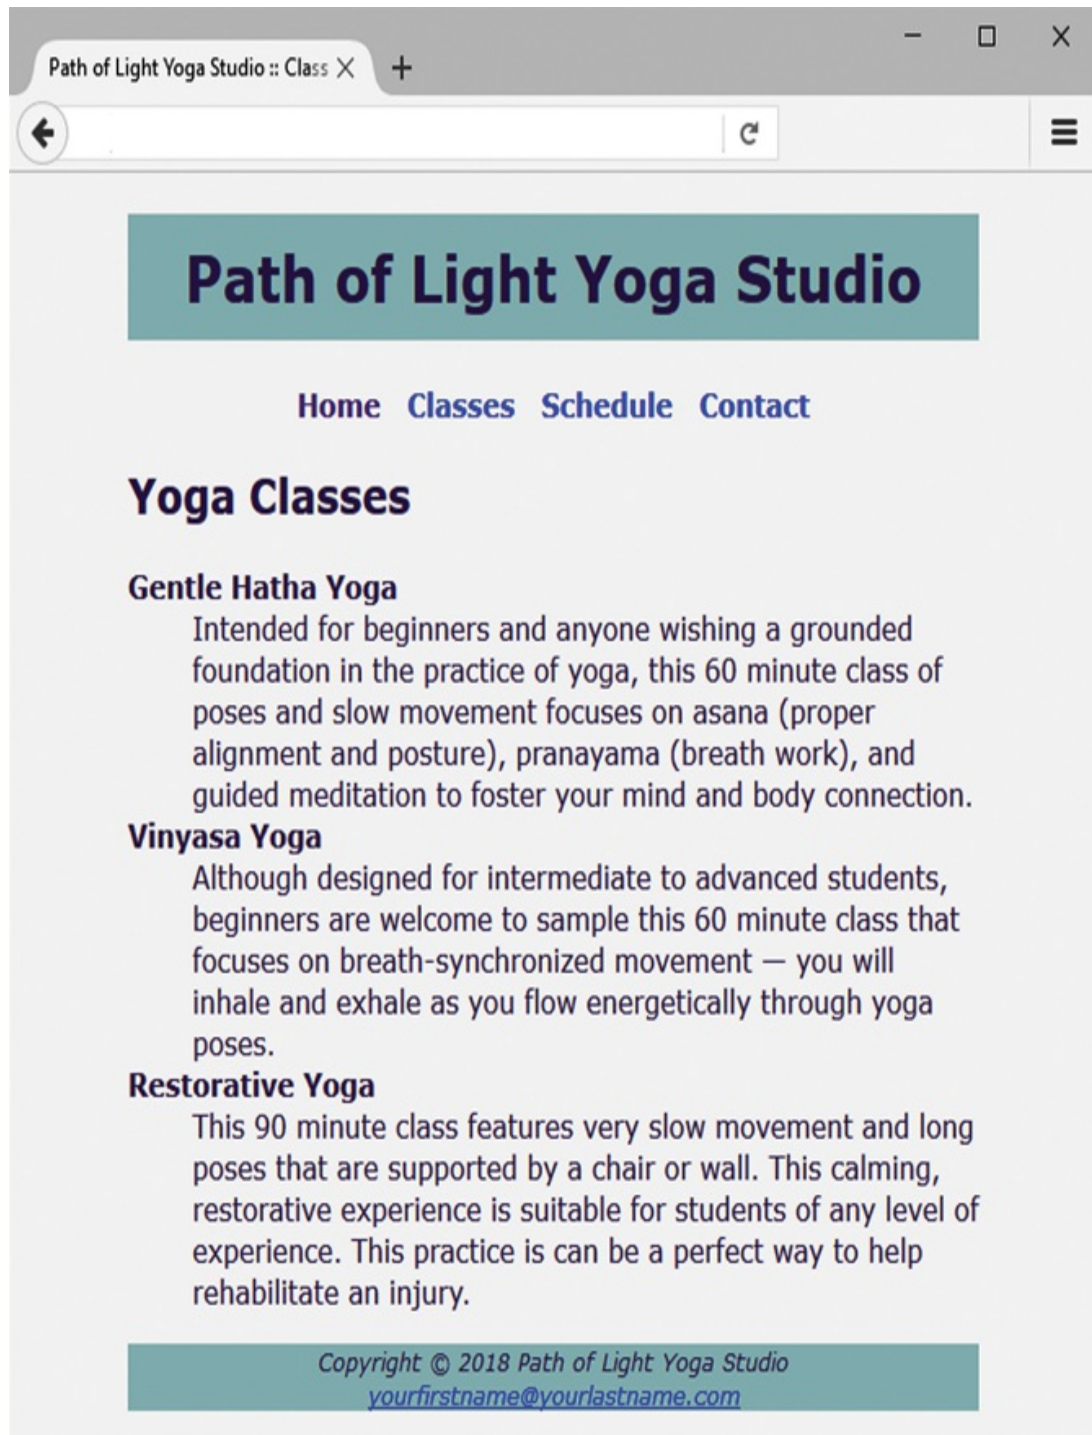 Path of Light Yoga Studio :: Class
Path of Light Yoga Studio
Home Classes Schedule Contact
Yoga Classes
Gentle Hatha Yoga
Intended for beginners and anyone wishing a grounded
foundation in the practice of yoga, this 60 minute class of
poses and slow movement focuses on asana (proper
alignment and posture), pranayama (breath work), and
guided meditation to foster your mind and body connection.
Vinyasa Yoga
Although designed for intermediate to advanced students,
beginners are welcome to sample this 60 minute class that
focuses on breath-synchronized movement — you will
inhale and exhale as you flow energetically through yoga
poses.
Restorative Yoga
This 90 minute class features very slow movement and long
poses that are supported by a chair or wall. This calming,
restorative experience is suitable for students of any level of
experience. This practice is can be a perfect way to help
rehabilitate an injury.
Copyright © 2018 Path of Light Yoga Studio
yourfirstname@yourlastname.com